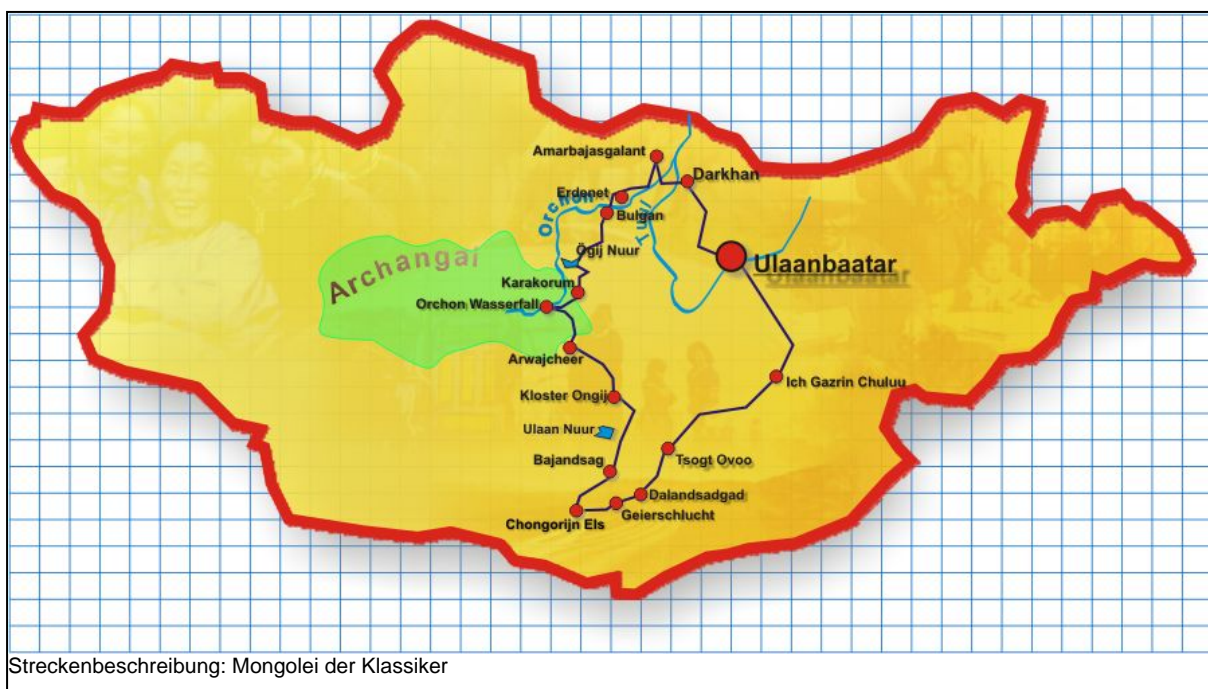 Amarbajasgalant
Darkhan
Erdenet
Orchon
Bulgan
Tuul
Ögij Nuur
Ulaanbaatar
Archangai
Karakorum
Orchon Wasserfall
Arwajcheer
Ich Gazrin Chuluu
Kloster Ongij
Ulaan Nuur
Tsogt Ovoo
Bajandsag
Dalandsadgad
Geierschlucht
Chongorijn Els
Streckenbeschreibung: Mongolei der Klassiker